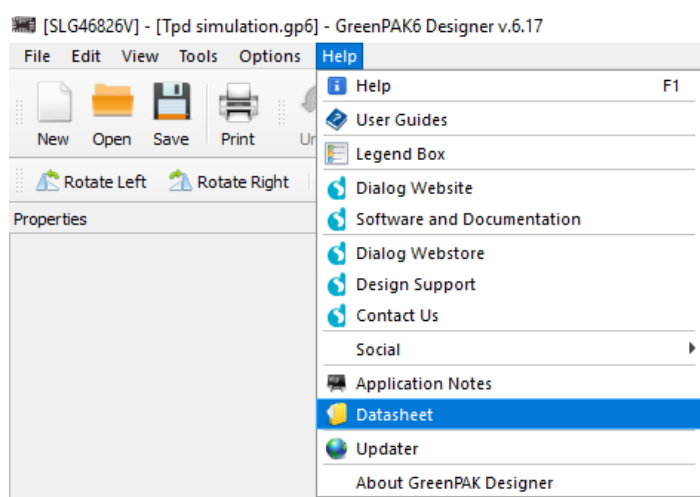 [SLG46826V] - [Tpd simulation.gp6] - GreenPAK6 Designer v.6.17
File Edit View Tools Options Help
Help F1
User Guides
New Open Save Print Un
Legend Box
Rotate Left Rotate Right
Dialog Website
Properties
Software and Documentation
Dialog Webstore
Design Support
Contact Us
Social
Application Notes
Datasheet
Updater
About GreenPAK Designer